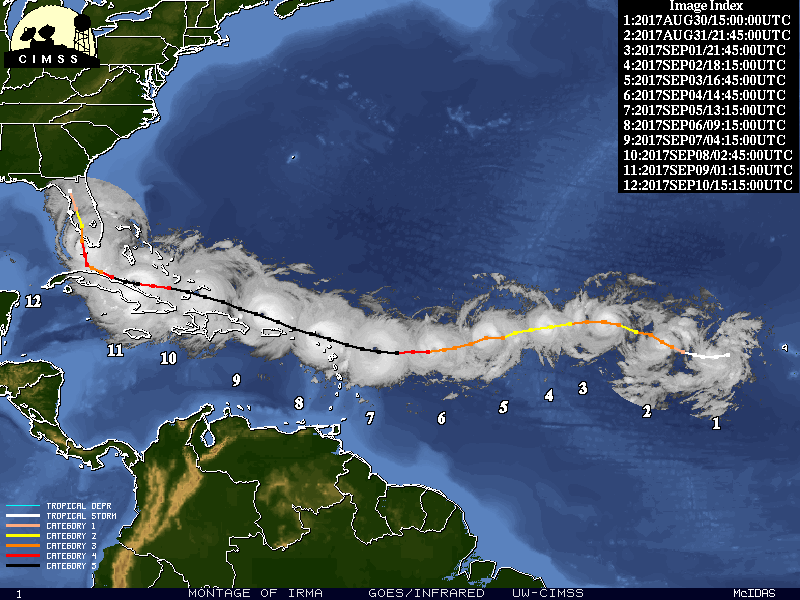 CIMSS
Image Index
1:2017AUG30/15:00:00UTC
2:2017AUG31/21:45:00UTC
3:2017SEP01/21:45:00UTC
4:2017SEP02/18:15:00UTC
5:2017SEP03/16:45:00UTC
6:2017SEP04/14:45:00UTC
7:2017SEP05/13:15:00UTC
8:2017SEP06/09:15:00UTC
9:2017SEP07/04:15:00UTC
10:2017SEP08/02:45:00UTC
11:2017SEP09/01:15:00UTC
12:2017SEP10/15:15:00UTC
12
11
10
9
8
7
6
5
4
3
2
1
TROPICAL DEPR
TROPICAL STORM
CATEGORY 1
CATEGORY 2
CATEGORY 3
CATEGORY 4
CATEGORY 5
1 MONTAGE OF IRMA GOES/INFRARED UW-CIMSS McIDAS